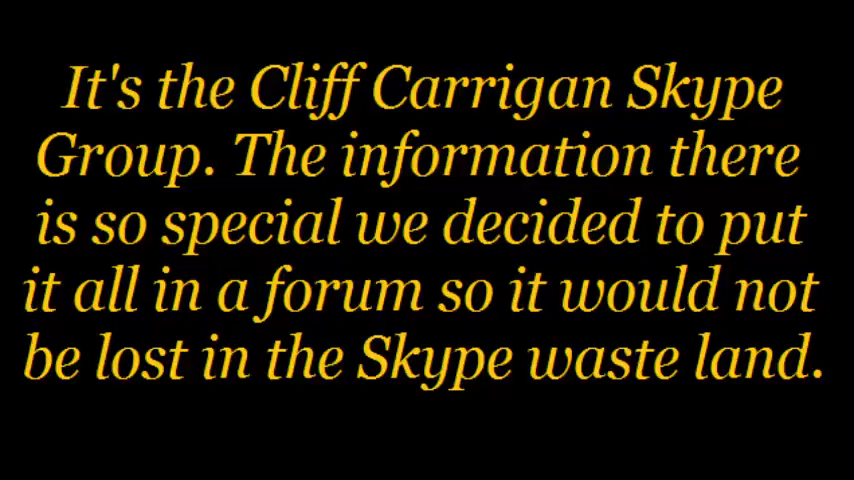 It's the Cliff Carrigan Skype
Group. The information there
is so special we decided to put
it all in a forum so it would not
be lost in the Skype waste land.